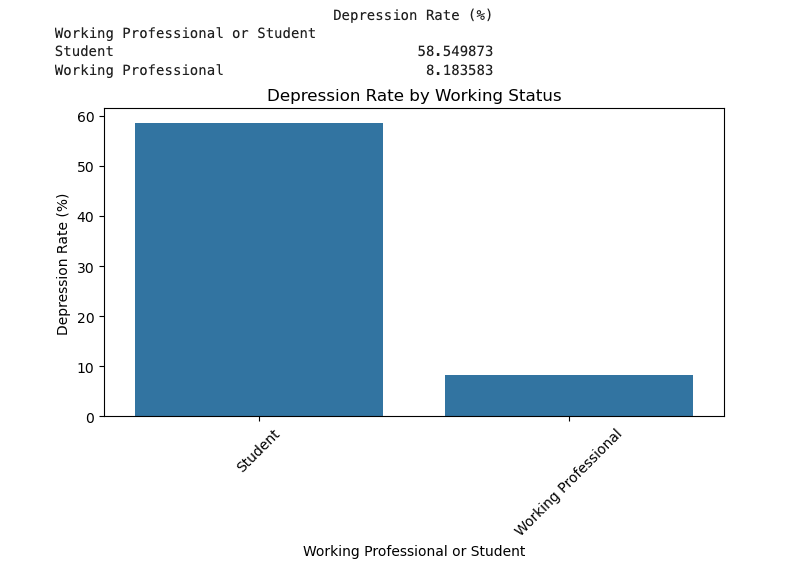 Depression Rate (%)
Working Professional or Student
Student 58.549873
Working Professional 8.183583
Depression Rate by Working Status
60
50
40
30
20
10
0
Depression Rate (%)
Student
Working Professional
Working Professional or Student